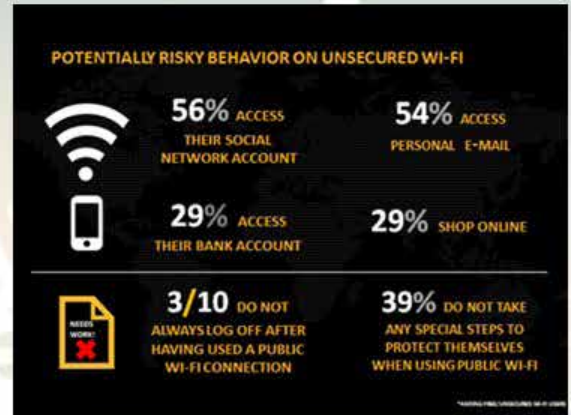 POTENTIALLY RISKY BEHAVIOR ON UNSECURED WI-FI
56% ACCESS
THEIR SOCIAL
NETWORK ACCOUNT
54% ACCESS
PERSONAL E-MAIL
29% ACCESS
THEIR BANK ACCOUNT
29% SHOP ONLINE
NEEDS
WORK!
3/10 DO NOT
ALWAYS LOG OFF AFTER
HAVING USED A PUBLIC
WI-FI CONNECTION
39% DO NOT TAKE
ANY SPECIAL STEPS TO
PROTECT THEMSELVES
WHEN USING PUBLIC WI-FI